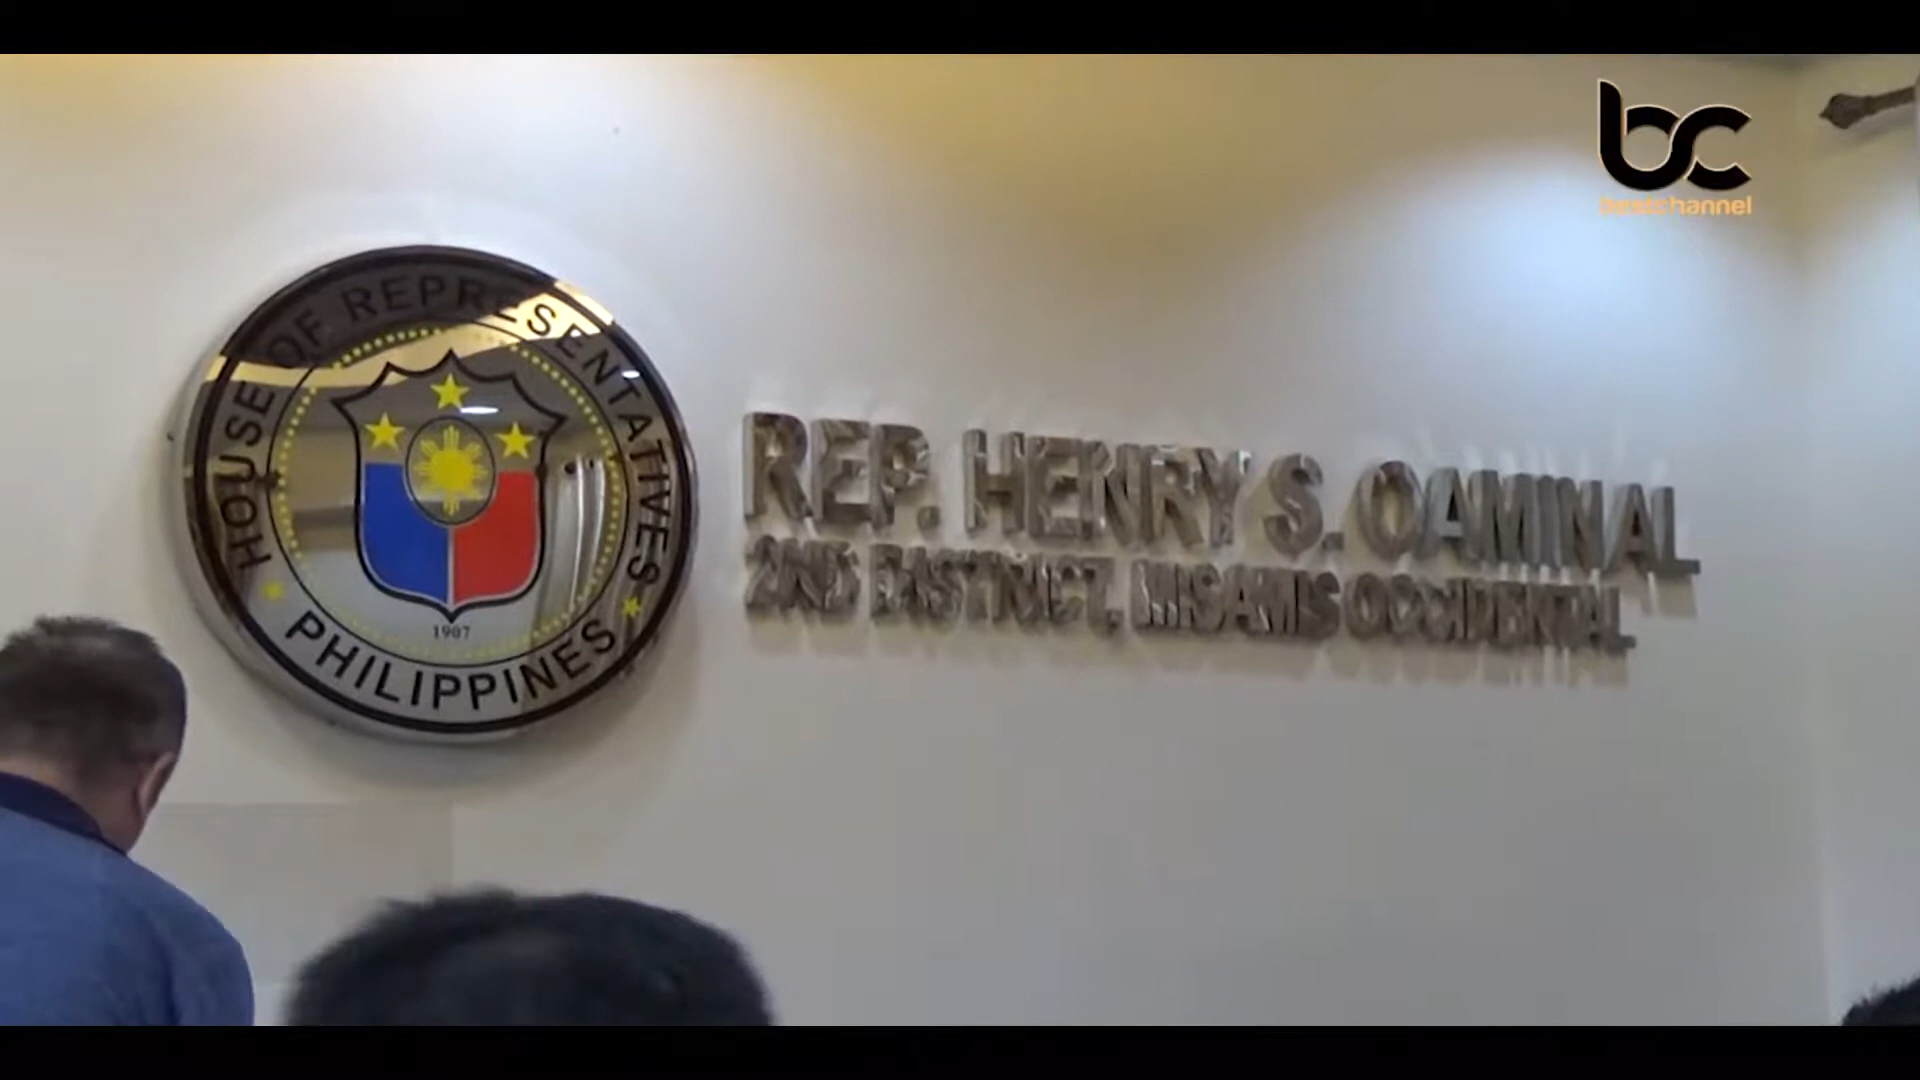 bc
bestchannel
HOUSE OF REPRESENTATIVES
1907
PHILIPPINES
REP. HENRY S. OAMINAL
2ND DISTRICT, MISAMIS OCCIDENTAL